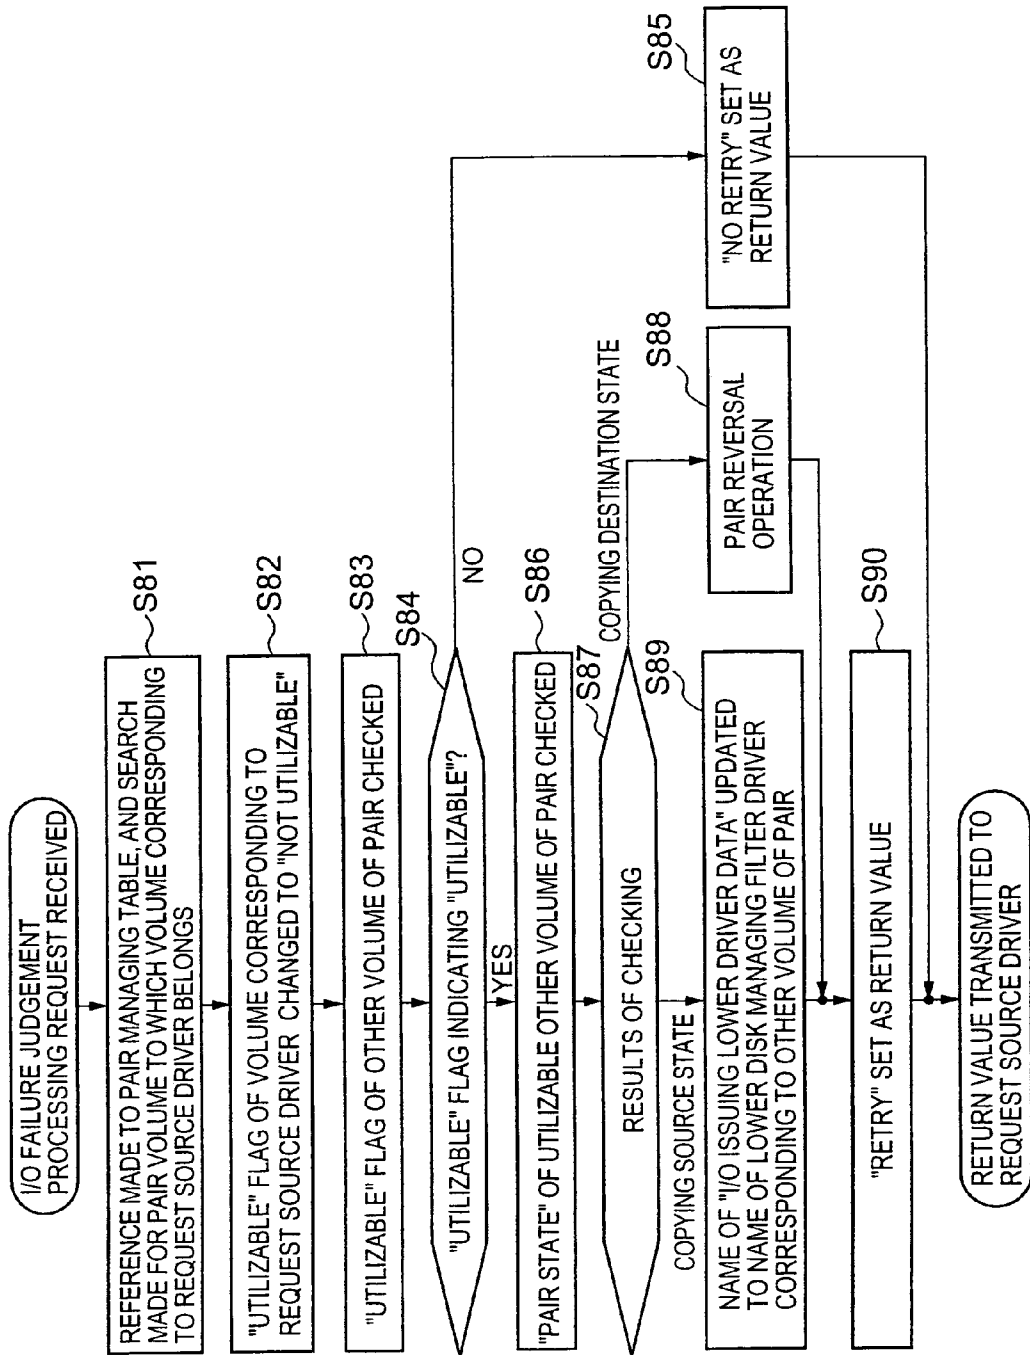 I/O FAILURE JUDGEMENT
PROCESSING REQUEST RECEIVED
REFERENCE MADE TO PAIR MANAGING TABLE, AND SEARCH
MADE FOR PAIR VOLUME TO WHICH VOLUME CORRESPONDING
TO REQUEST SOURCE DRIVER BELONGS
S81
"UTILIZABLE" FLAG OF VOLUME CORRESPONDING TO
REQUEST SOURCE DRIVER CHANGED TO "NOT UTILIZABLE"
S82
"UTILIZABLE" FLAG OF OTHER VOLUME OF PAIR CHECKED
S83
"UTILIZABLE" FLAG INDICATING "UTILIZABLE"?
S84
NO
YES
"NO RETRY" SET AS
RETURN VALUE
S85
"PAIR STATE" OF UTILIZABLE OTHER VOLUME OF PAIR CHECKED
S86
RESULTS OF CHECKING
S87
COPYING DESTINATION STATE
COPYING SOURCE STATE
PAIR REVERSAL
OPERATION
S88
NAME OF "I/O ISSUING LOWER DRIVER DATA" UPDATED
TO NAME OF LOWER DISK MANAGING FILTER DRIVER
CORRESPONDING TO OTHER VOLUME OF PAIR
S89
"RETRY" SET AS RETURN VALUE
S90
RETURN VALUE TRANSMITTED TO
REQUEST SOURCE DRIVER